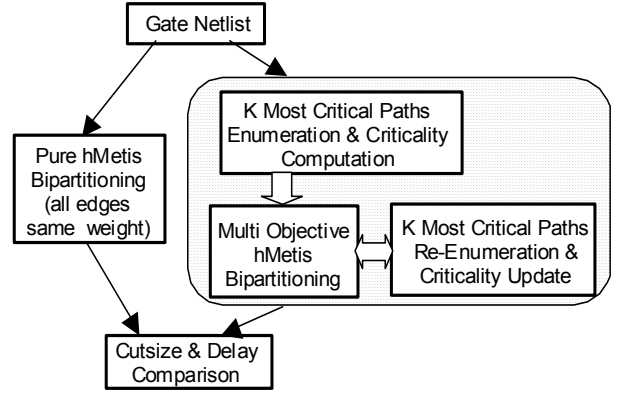 Gate Netlist
K Most Critical Paths
Enumeration & Criticality
Computation
Pure hMetis
Bipartitioning
(all edges
same weight)
Multi Objective
hMetis
Bipartitioning
K Most Critical Paths
Re-Enumeration &
Criticality Update
Cutsize & Delay
Comparison